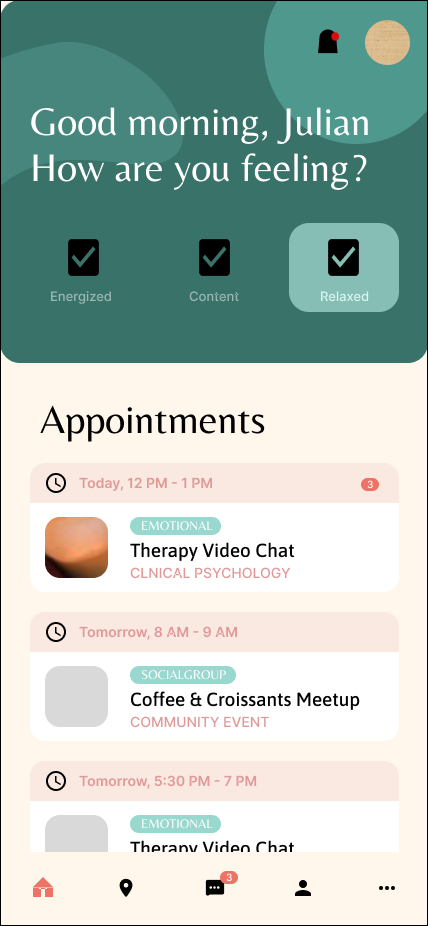 Good morning, Julian
How are you feeling?
Energized
Content
Relaxed
Appointments
Today, 12 PM - 1 PM
3
EMOTIONAL
Therapy Video Chat
CLNICAL PSYCHOLOGY
Tomorrow, 8 AM - 9 AM
SOCIALGROUP
Coffee & Croissants Meetup
COMMUNITY EVENT
Tomorrow, 5:30 PM - 7 PM
EMOTIONAL
Therapy Video Chat
3